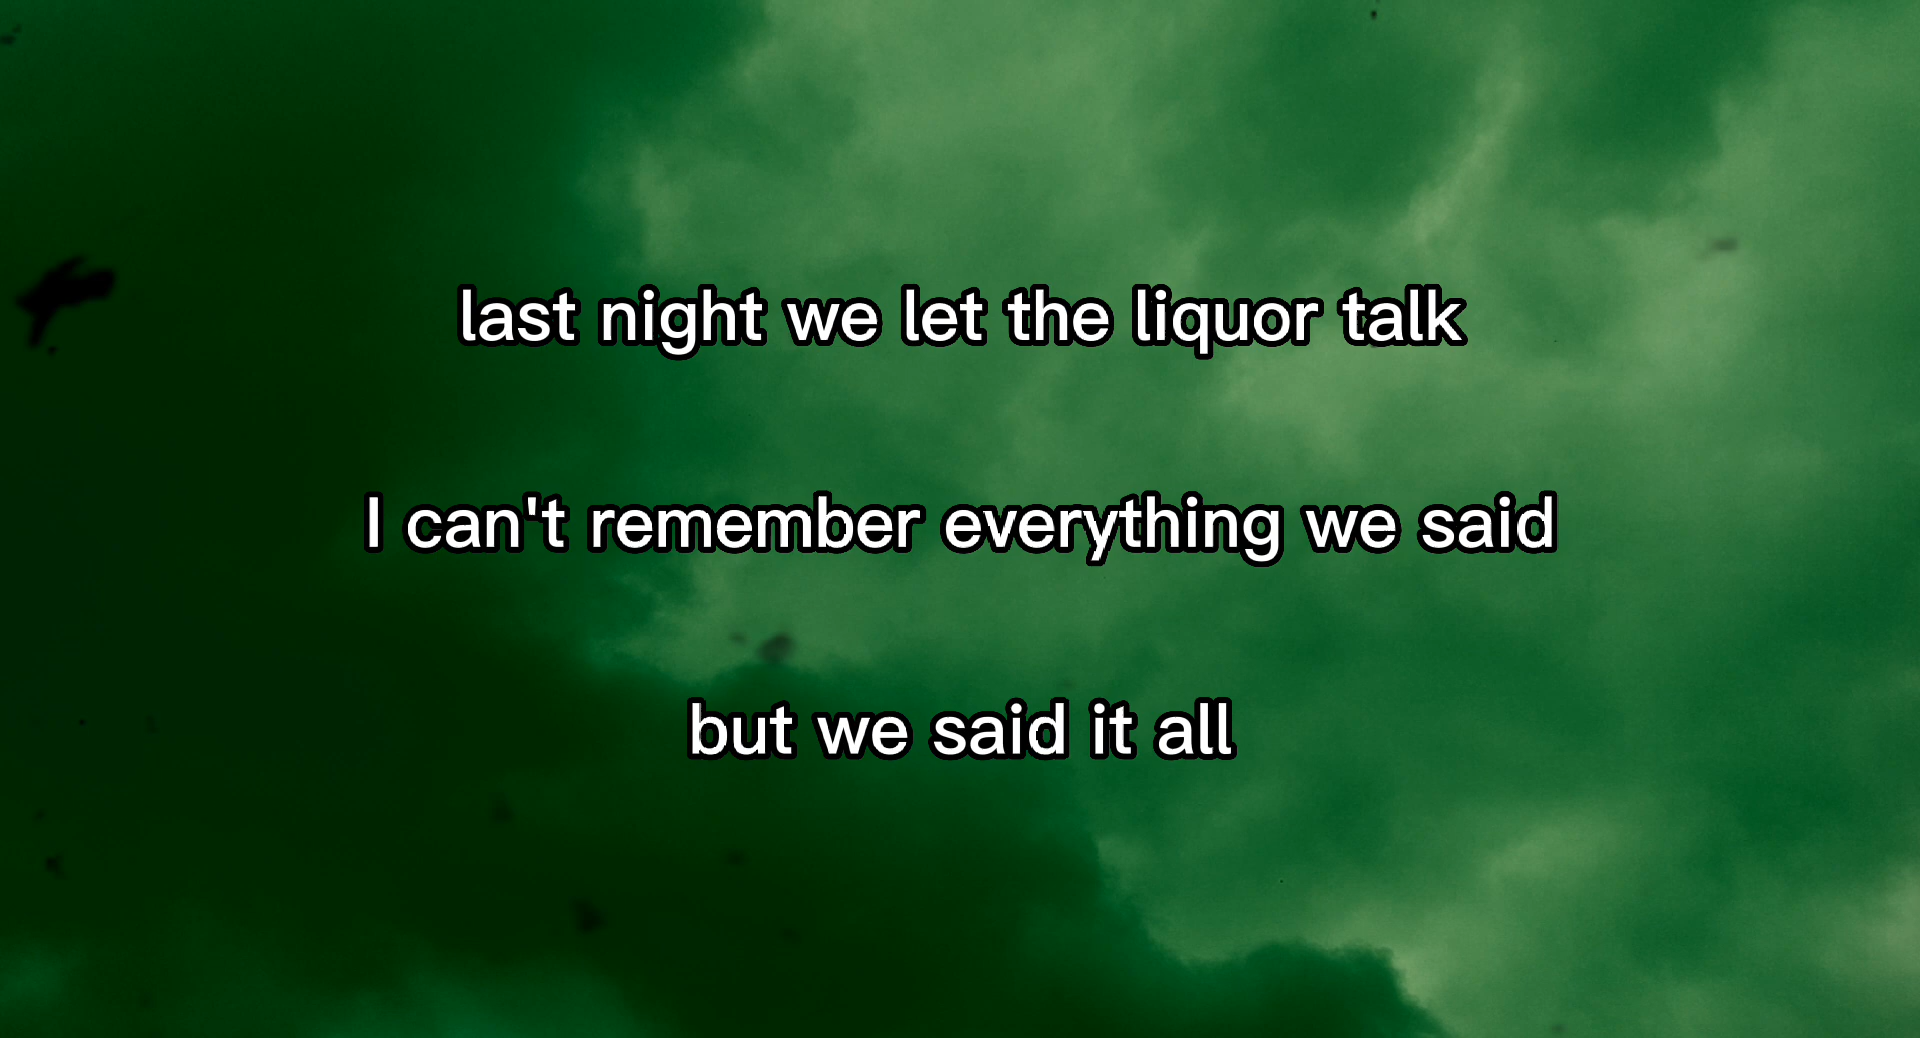 last night we let the liquor talk
I can't remember everything we said
but we said it all